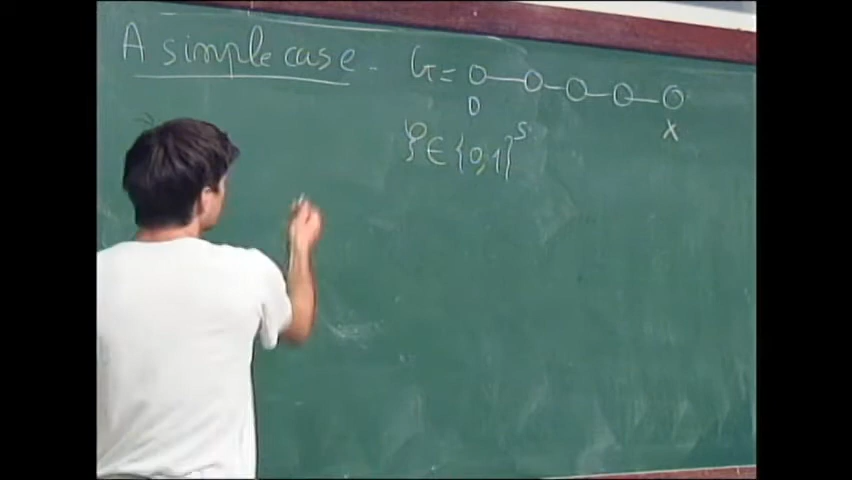 A simple case. G = O—O—O—O—O
0 x
ξ ∈ {0,1}^S